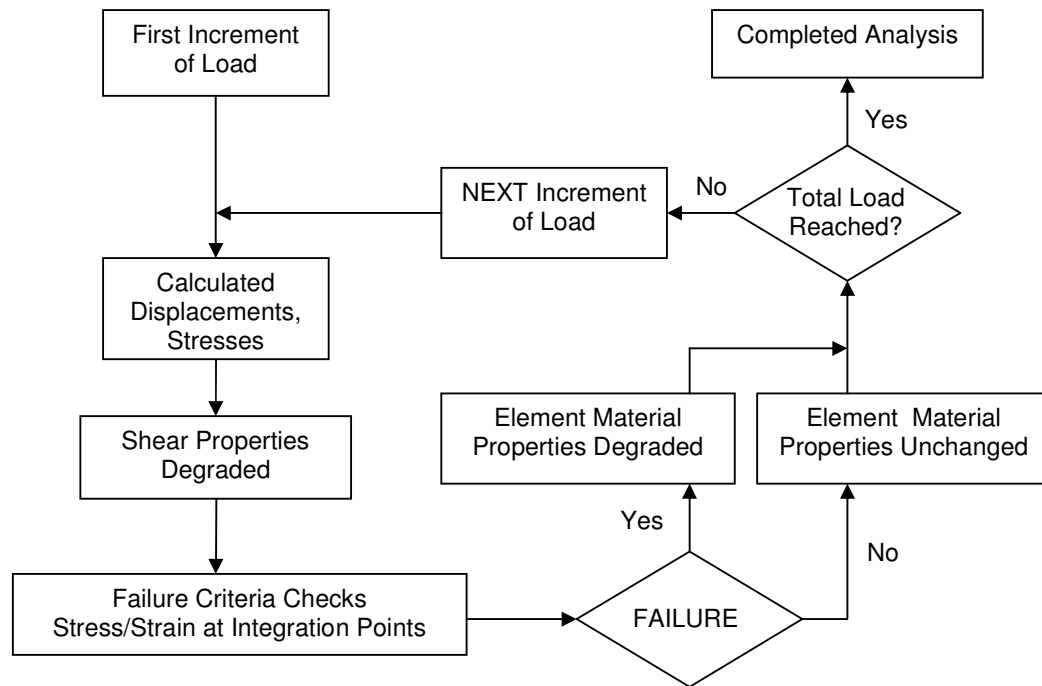 First Increment
of Load
Completed Analysis
Yes
No
NEXT Increment
of Load
Total Load
Reached?
Calculated
Displacements,
Stresses
Shear Properties
Degraded
Element Material
Properties Degraded
Element Material
Properties Unchanged
Yes
No
Failure Criteria Checks
Stress/Strain at Integration Points
FAILURE